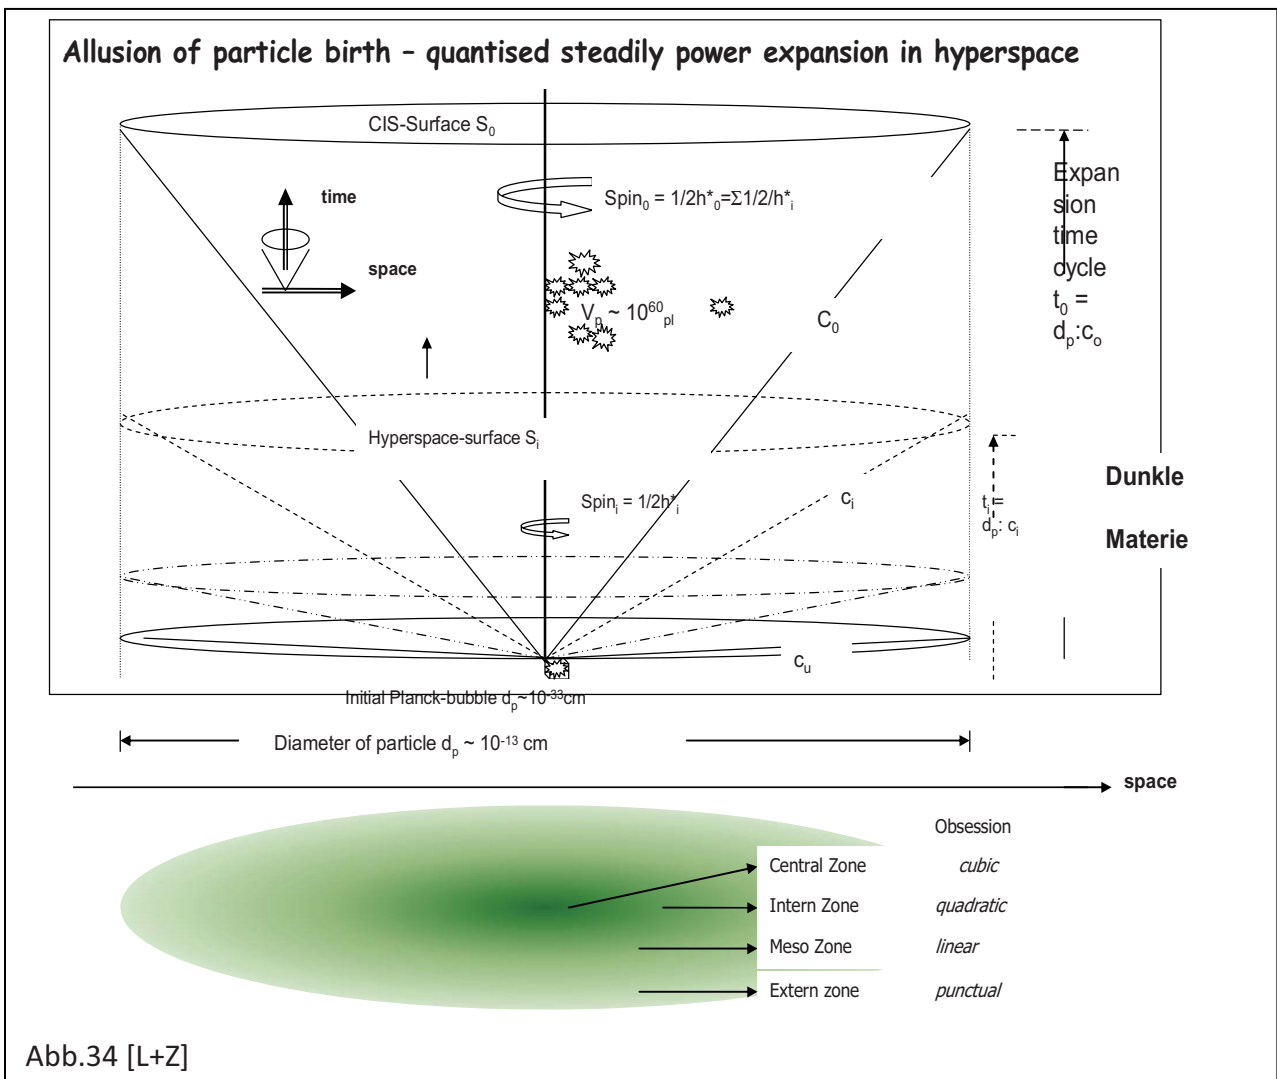 Allusion of particle birth – quantised steadily power expansion in hyperspace
CIS-Surface S₀
time
space
Spin₀ = 1/2h*₀=Σ1/2/h*ᵢ
Vₚ ~ 10⁶⁰ₚₗ
C₀
Expan
sion
time
cycle
t₀ =
dₚ:cₒ
Hyperspace-surface Sᵢ
Spinᵢ = 1/2h*ᵢ
cᵢ
tᵢ =
dₚ: cᵢ
Dunkle
Materie
cᵤ
Initial Planck-bubble dₚ~10⁻³³cm
Diameter of particle dₚ ~ 10⁻¹³ cm
space
Obsession
Central Zone cubic
Intern Zone quadratic
Meso Zone linear
Extern zone punctual
Abb.34 [L+Z]